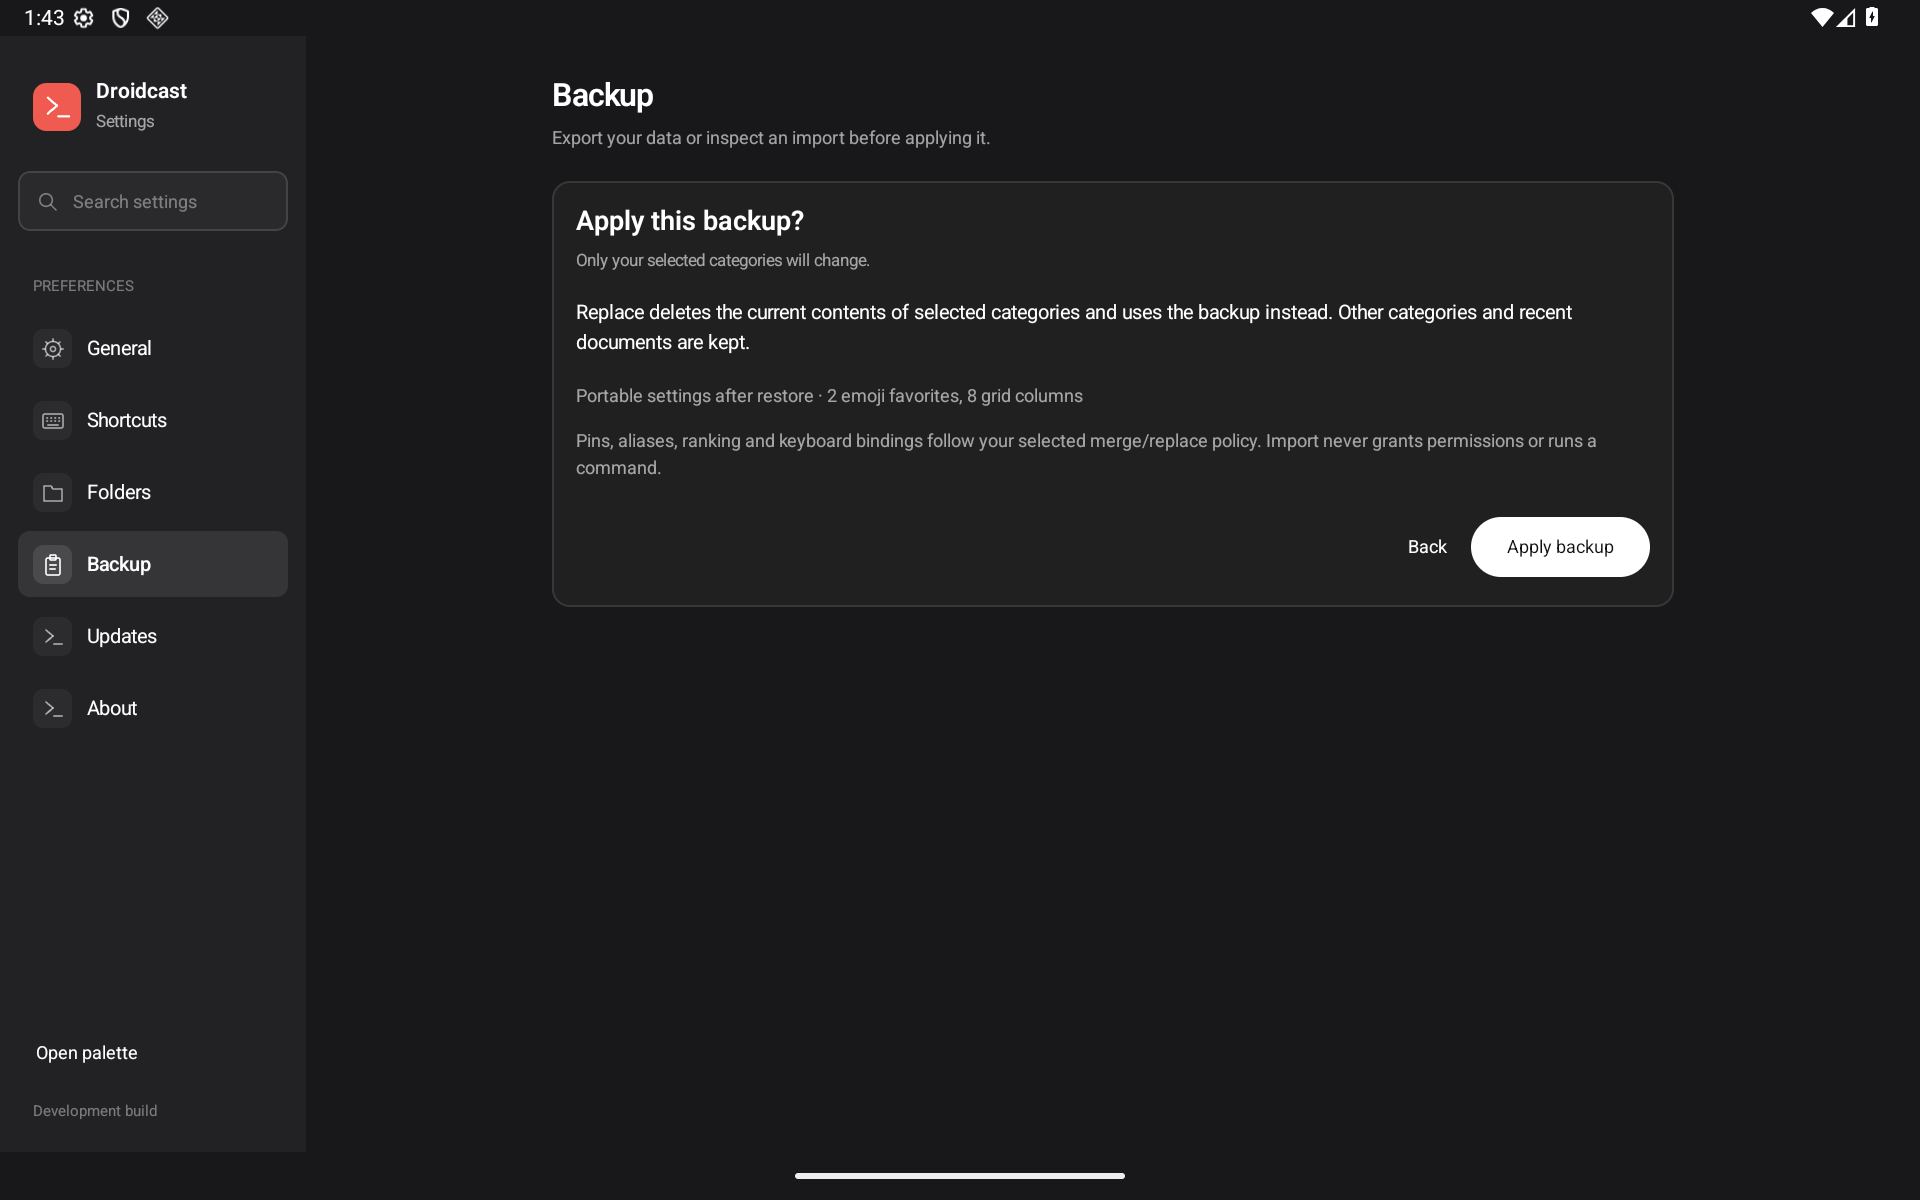 1:43
Droidcast
Settings
Search settings
PREFERENCES
General
Shortcuts
Folders
Backup
Updates
About
Open palette
Development build
Backup
Export your data or inspect an import before applying it.
Apply this backup?
Only your selected categories will change.
Replace deletes the current contents of selected categories and uses the backup instead. Other categories and recent
documents are kept.
Portable settings after restore · 2 emoji favorites, 8 grid columns
Pins, aliases, ranking and keyboard bindings follow your selected merge/replace policy. Import never grants permissions or runs a
command.
Back
Apply backup